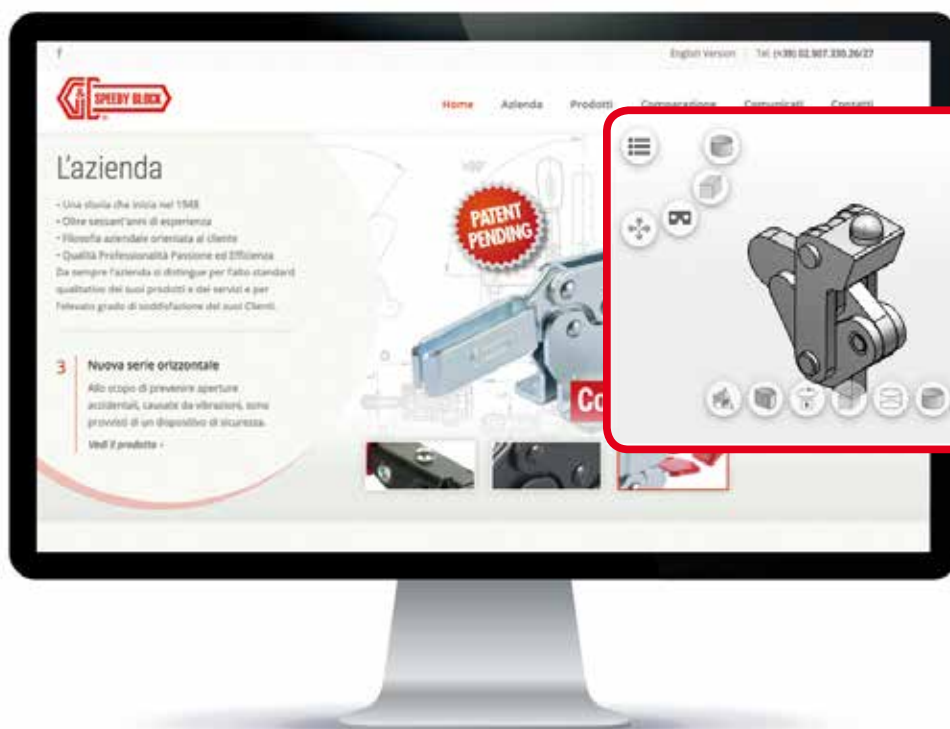 f
English Version
Tel. (+39) 02.907.330.26/27
SPEEDY BLOCK
Home Azienda Prodotti Comparazione Comunicati Contatti
L'azienda
• Una storia che inizia nel 1948
• Oltre sessant'anni di esperienza
• Filosofia aziendale orientata al cliente
• Qualità Professionalità Passione ed Efficienza
Da sempre l'azienda si distingue per l'alto standard
qualitativo dei suoi prodotti e dei servizi e per
l'elevato grado di soddisfazione dei suoi Clienti.
PATENT
PENDING
3
Nuova serie orizzontale
Allo scopo di prevenire aperture
accidentali, causate da vibrazioni, sono
provvisti di un dispositivo di sicurezza.
Vedi il prodotto ›
Co